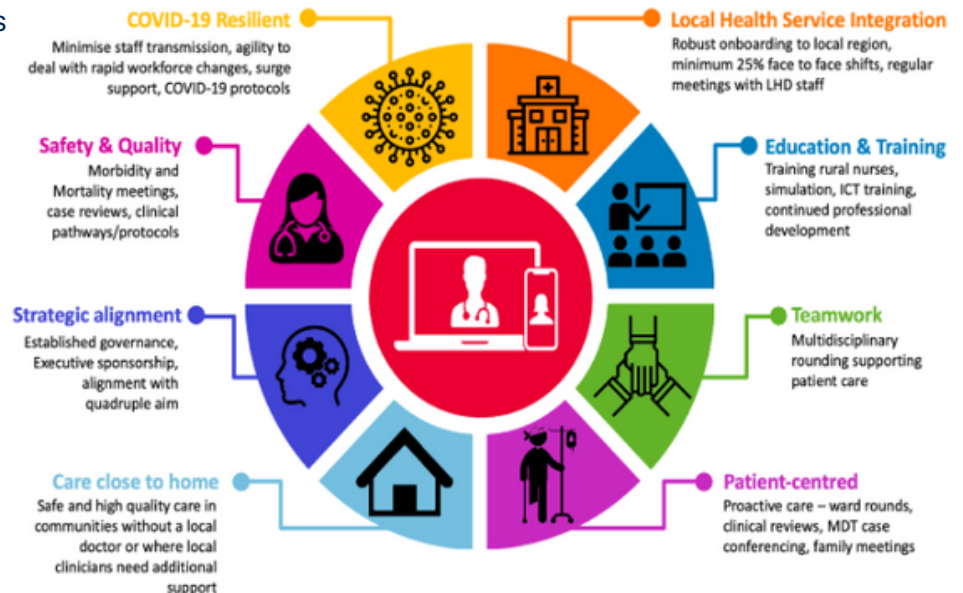 s
COVID-19 Resilient
Minimise staff transmission, agility to
deal with rapid workforce changes, surge
support, COVID-19 protocols
Local Health Service Integration
Robust onboarding to local region,
minimum 25% face to face shifts, regular
meetings with LHD staff
Safety & Quality
Morbidity and
Mortality meetings,
case reviews, clinical
pathways/protocols
Education & Training
Training rural nurses,
simulation, ICT training,
continued professional
development
Strategic alignment
Established governance,
Executive sponsorship,
alignment with
quadruple aim
Teamwork
Multidisciplinary
rounding supporting
patient care
Care close to home
Safe and high quality care in
communities without a local
doctor or where local
clinicians need additional
support
Patient-centred
Proactive care – ward rounds,
clinical reviews, MDT case
conferencing, family meetings